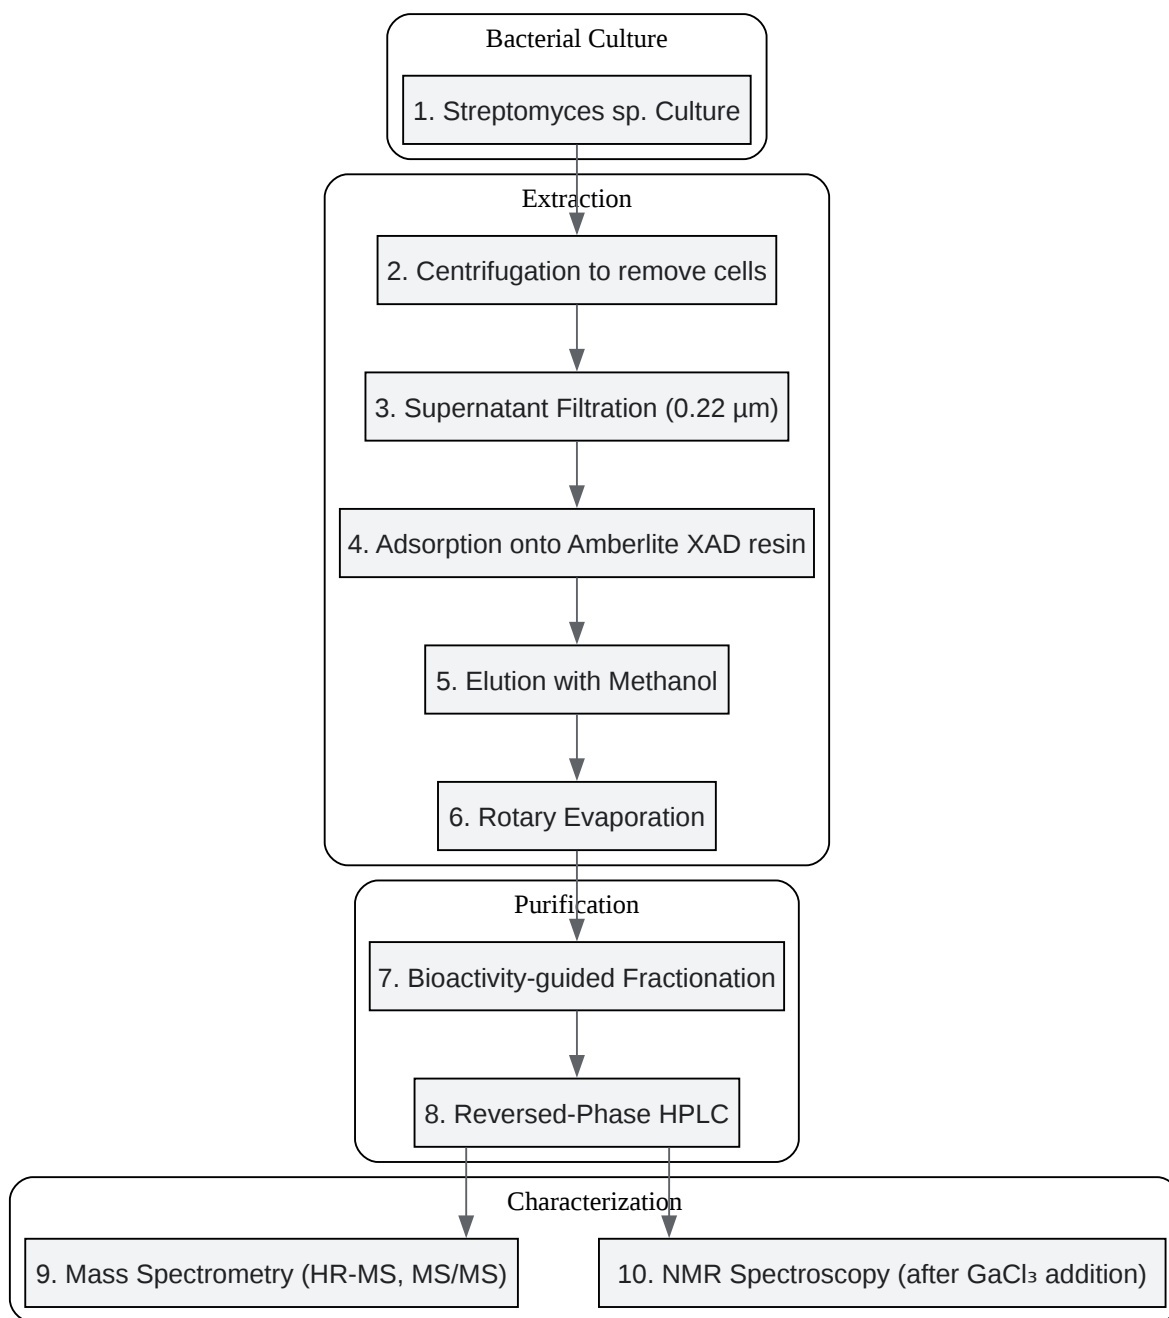 Bacterial Culture
1. Streptomyces sp. Culture
Extraction
2. Centrifugation to remove cells
3. Supernatant Filtration (0.22 µm)
4. Adsorption onto Amberlite XAD resin
5. Elution with Methanol
6. Rotary Evaporation
Purification
7. Bioactivity-guided Fractionation
8. Reversed-Phase HPLC
Characterization
9. Mass Spectrometry (HR-MS, MS/MS)
10. NMR Spectroscopy (after GaCl₃ addition)